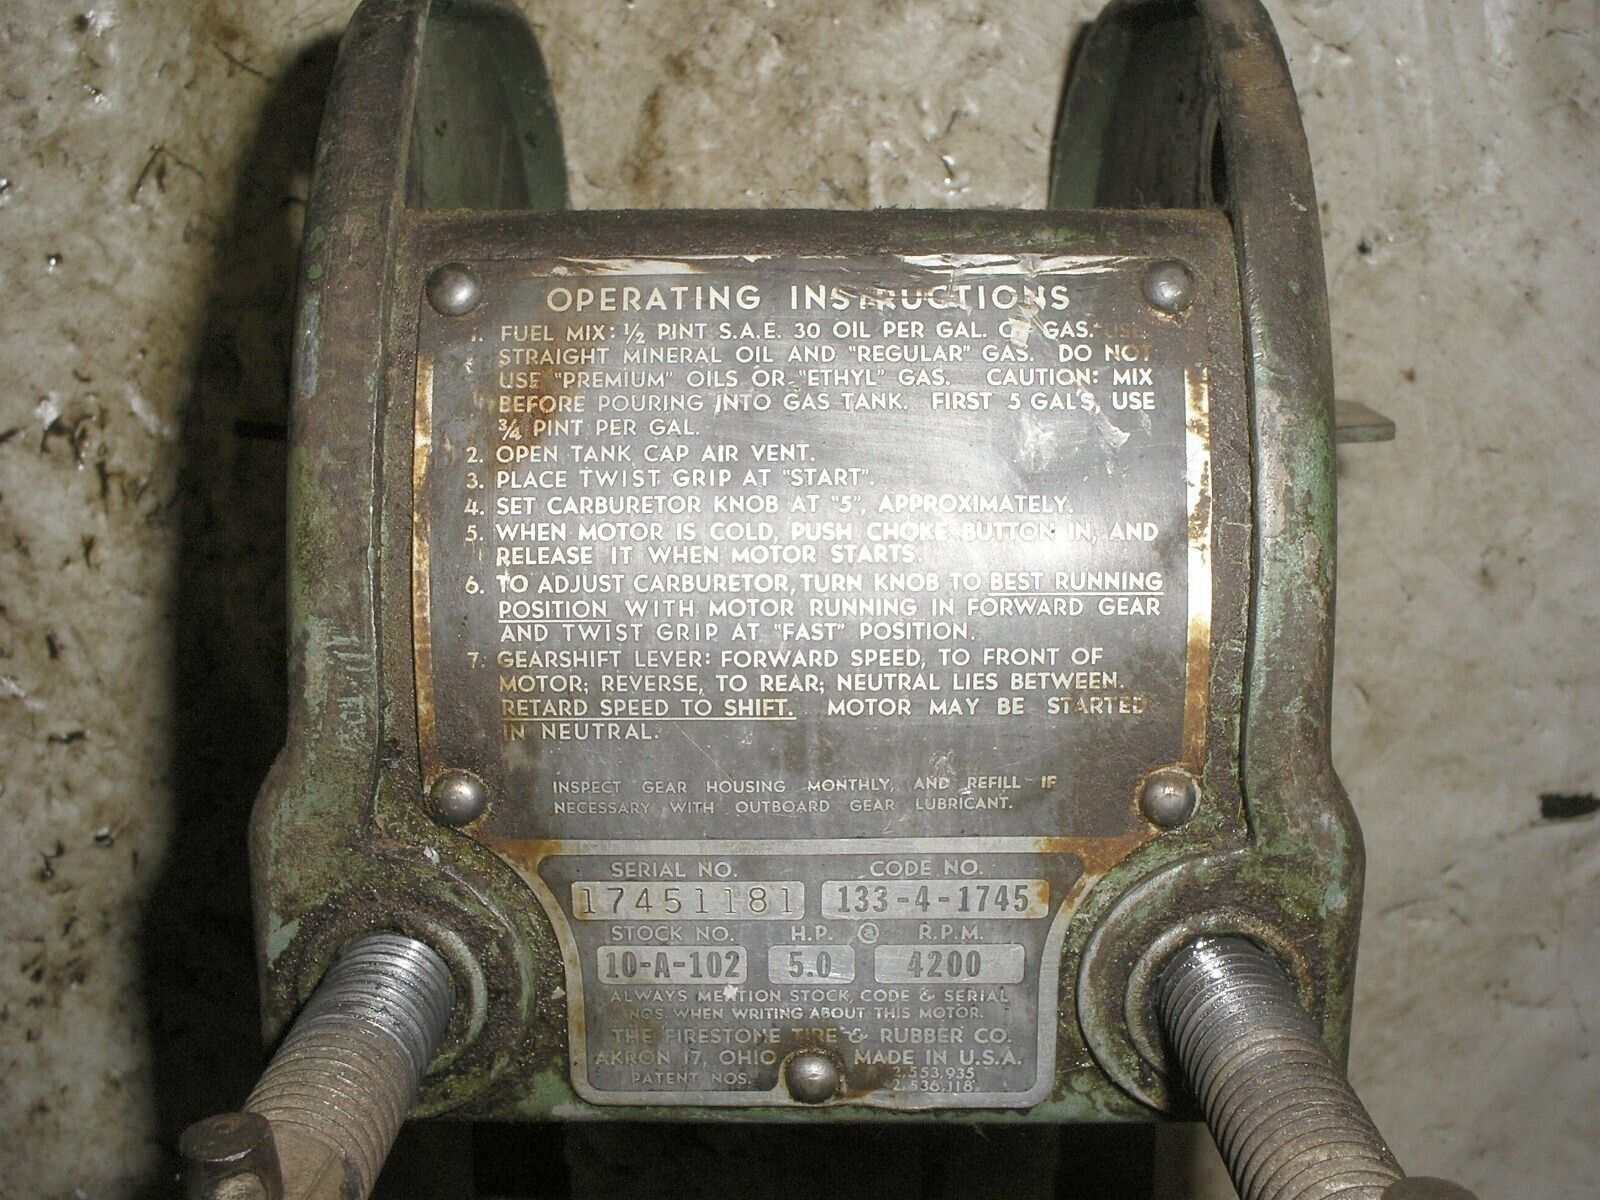 OPERATING INSTRUCTIONS
1. FUEL MIX: 1/2 PINT S.A.E. 30 OIL PER GAL. OF GAS. USE
STRAIGHT MINERAL OIL AND "REGULAR" GAS. DO NOT
USE "PREMIUM" OILS OR "ETHYL" GAS. CAUTION: MIX
BEFORE POURING INTO GAS TANK. FIRST 5 GAL'S, USE
3/4 PINT PER GAL.
2. OPEN TANK CAP AIR VENT.
3. PLACE TWIST GRIP AT "START".
4. SET CARBURETOR KNOB AT "5", APPROXIMATELY.
5. WHEN MOTOR IS COLD, PUSH CHOKE BUTTON IN, AND
RELEASE IT WHEN MOTOR STARTS.
6. TO ADJUST CARBURETOR, TURN KNOB TO BEST RUNNING
POSITION WITH MOTOR RUNNING IN FORWARD GEAR
AND TWIST GRIP AT "FAST" POSITION.
7. GEARSHIFT LEVER: FORWARD SPEED, TO FRONT OF
MOTOR; REVERSE, TO REAR; NEUTRAL LIES BETWEEN.
RETARD SPEED TO SHIFT. MOTOR MAY BE STARTED
IN NEUTRAL.
INSPECT GEAR HOUSING MONTHLY, AND REFILL IF
NECESSARY WITH OUTBOARD GEAR LUBRICANT.
SERIAL NO. CODE NO.
17451181 133-4-1745
STOCK NO. H.P. @ R.P.M.
10-A-102 5.0 4200
ALWAYS MENTION STOCK, CODE & SERIAL
NOS. WHEN WRITING ABOUT THIS MOTOR.
THE FIRESTONE TIRE & RUBBER CO.
AKRON 17, OHIO MADE IN U.S.A.
PATENT NOS. 2,553,935
2,536,118